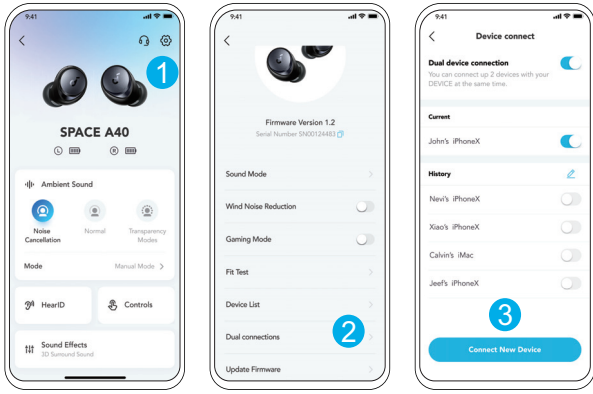 9:41
1
SPACE A40
L R
Ambient Sound
Noise Cancellation
Normal
Transparency Modes
Mode Manual Mode
HearID
Controls
Sound Effects
3D Surround Sound
9:41
Firmware Version 1.2
Serial Number SN00124483
Sound Mode
Wind Noise Reduction
Gaming Mode
Fit Test
Device List
Dual connections
2
Update Firmware
9:41
Device connect
Dual device connection
You can connect up 2 devices with your
DEVICE at the same time.
Current
John's iPhoneX
History
Nevi's iPhoneX
Xiao's iPhoneX
Calvin's iMac
Jeef's iPhoneX
3
Connect New Device